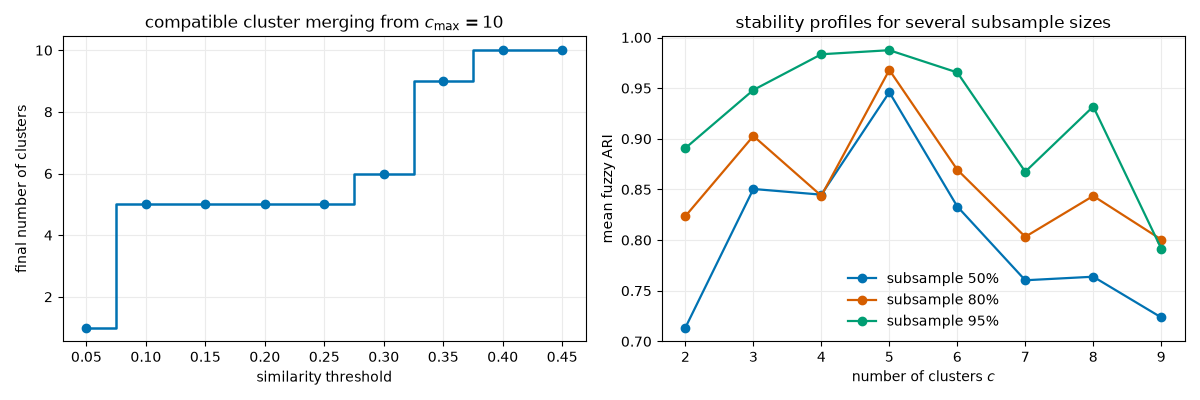 compatible cluster merging from c_max = 10
final number of clusters
10
8
6
4
2
0.05 0.10 0.15 0.20 0.25 0.30 0.35 0.40 0.45
similarity threshold
stability profiles for several subsample sizes
mean fuzzy ARI
1.00
0.95
0.90
0.85
0.80
0.75
0.70
subsample 50%
subsample 80%
subsample 95%
2 3 4 5 6 7 8 9
number of clusters c